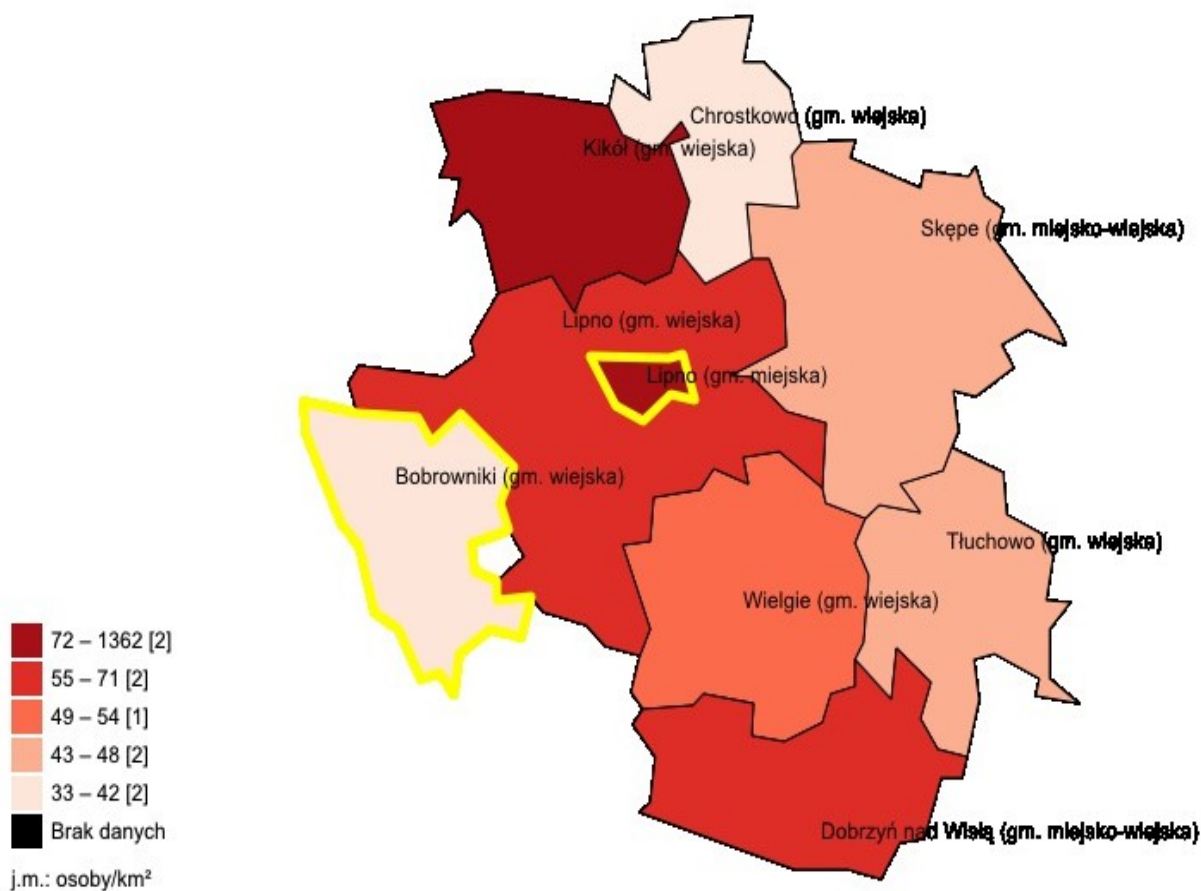 Chrostkowo (gm. wiejska)
Kikół (gm. wiejska)
Skępe (gm. miejsko-wiejska)
Lipno (gm. wiejska)
Lipno (gm. miejska)
Bobrowniki (gm. wiejska)
Tłuchowo (gm. wiejska)
Wielgie (gm. wiejska)
Dobrzyń nad Wisłą (gm. miejsko-wiejska)
72 – 1362 [2]
55 – 71 [2]
49 – 54 [1]
43 – 48 [2]
33 – 42 [2]
Brak danych
j.m.: osoby/km²